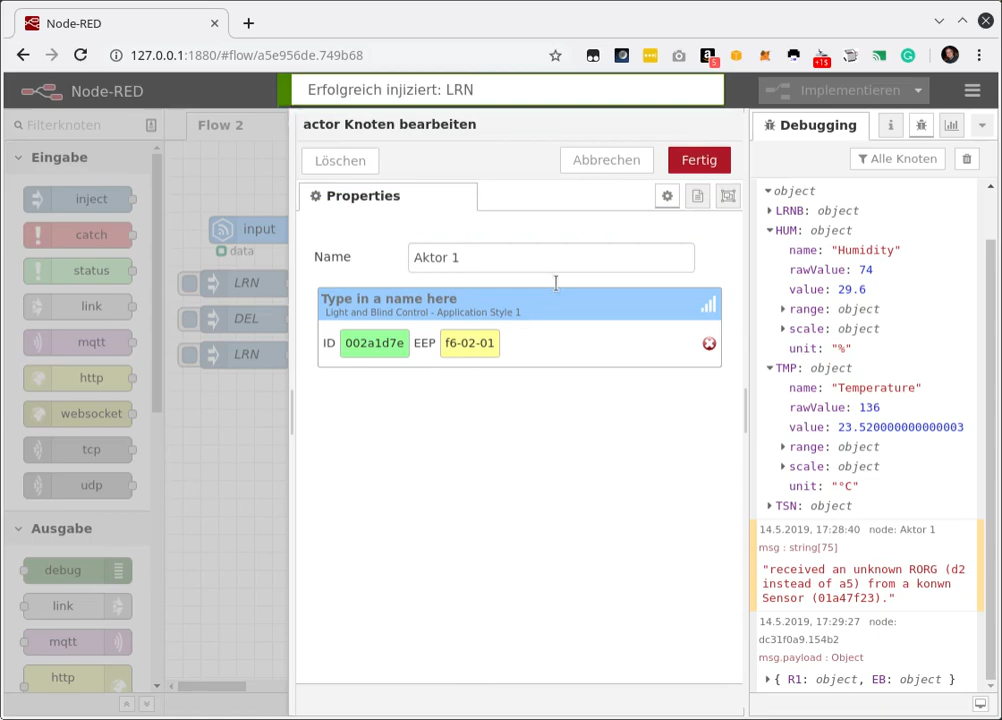 Node-RED
127.0.0.1:1880/#flow/a5e956de.749b68
5
+1$
Node-RED
Erfolgreich injiziert: LRN
Implementieren
Filterknoten
Eingabe
inject
catch
status
link
mqtt
http
websocket
tcp
udp
Ausgabe
debug
link
mqtt
http
Flow 2
input
data
LRN
DEL
LRN
actor Knoten bearbeiten
Löschen
Abbrechen
Fertig
Properties
Name
Aktor 1
Type in a name here
Light and Blind Control - Application Style 1
ID 002a1d7e EEP f6-02-01
Debugging
i
Alle Knoten
object
LRNB: object
HUM: object
name: "Humidity"
rawValue: 74
value: 29.6
range: object
scale: object
unit: "%"
TMP: object
name: "Temperature"
rawValue: 136
value: 23.520000000000003
range: object
scale: object
unit: "°C"
TSN: object
14.5.2019, 17:28:40 node: Aktor 1
msg : string[75]
"received an unknown RORG (d2
instead of a5) from a konwn
Sensor (01a47f23)."
14.5.2019, 17:29:27 node:
dc31f0a9.154b2
msg.payload : Object
{ R1: object, EB: object }